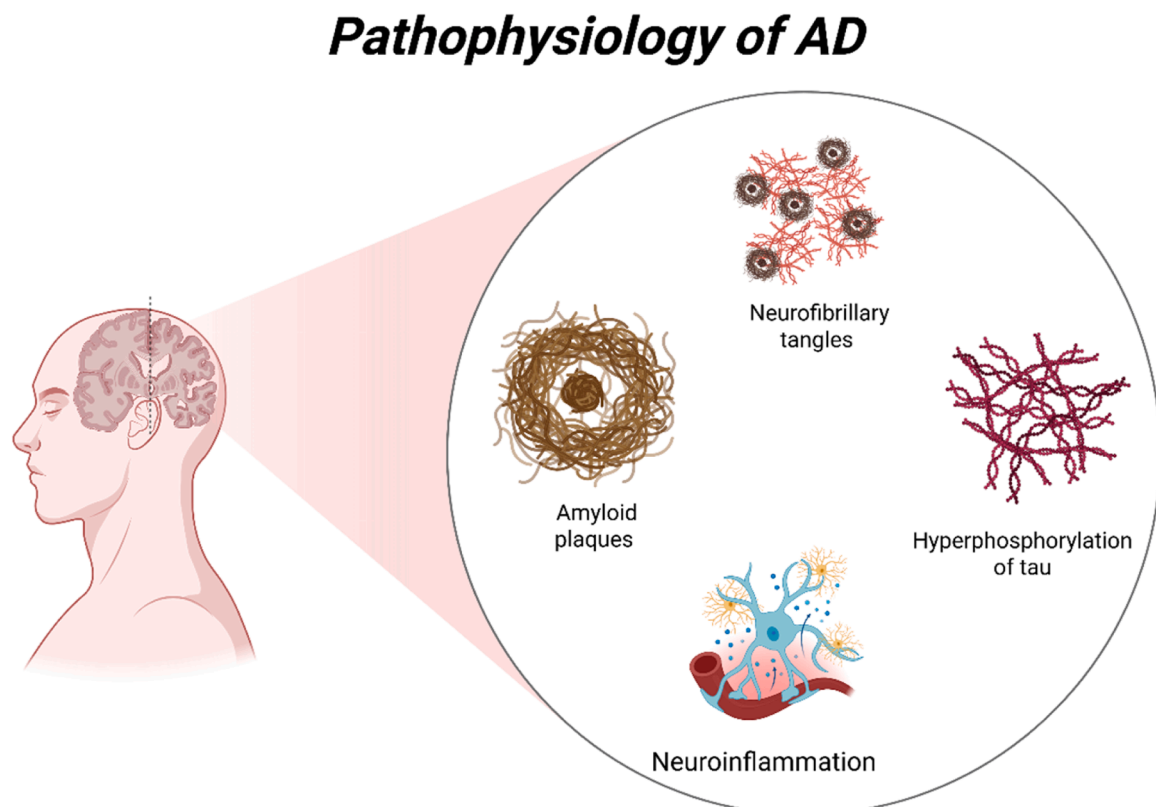 Pathophysiology of AD
Neurofibrillary
tangles
Amyloid
plaques
Hyperphosphorylation
of tau
Neuroinflammation